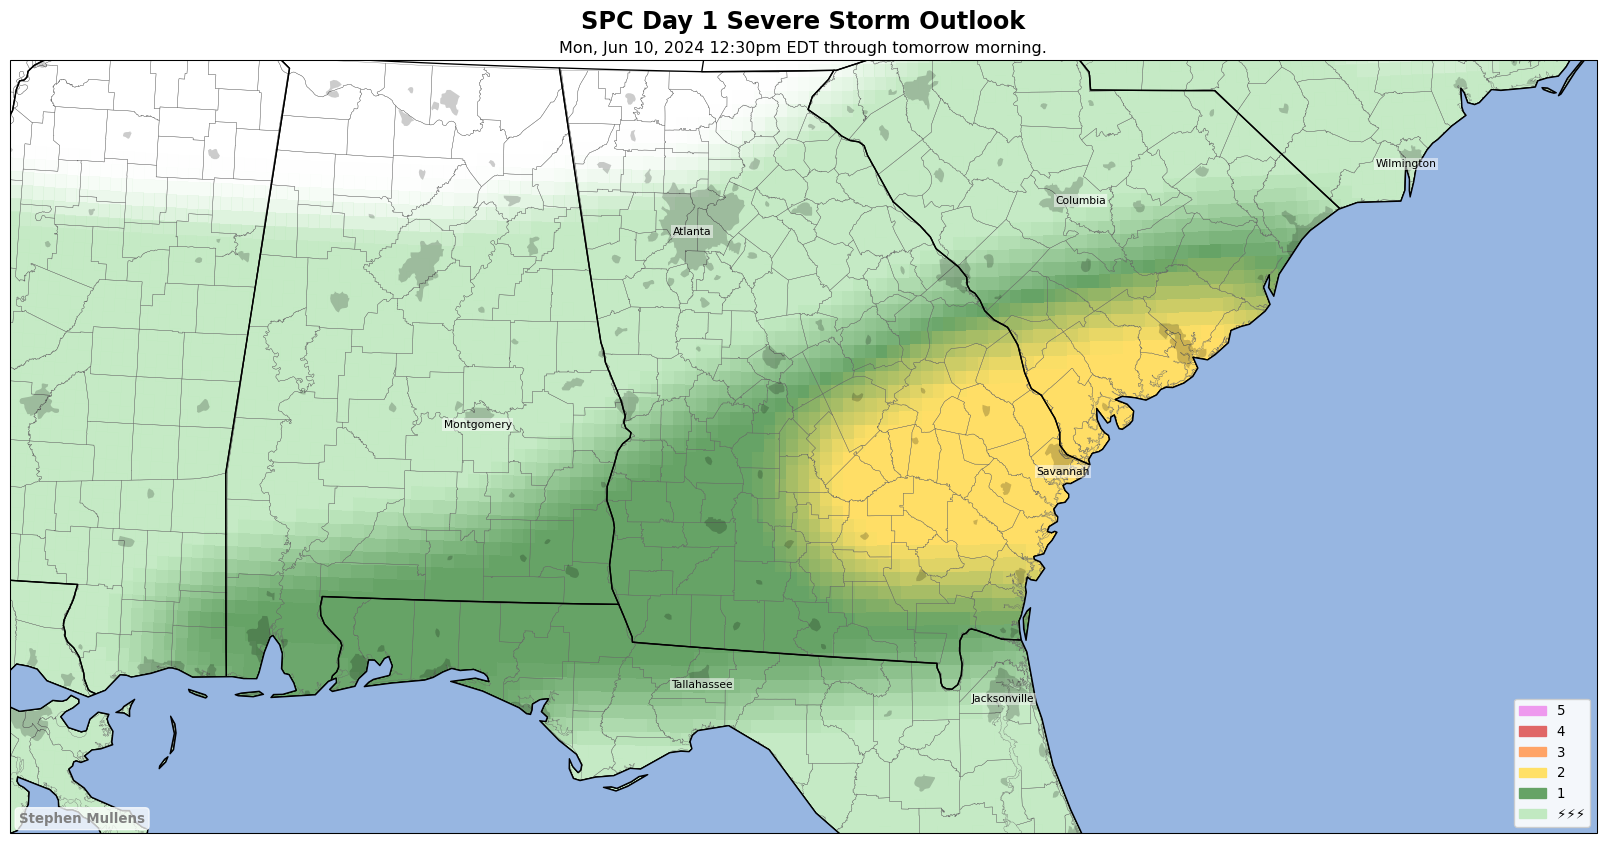 SPC Day 1 Severe Storm Outlook
Mon, Jun 10, 2024 12:30pm EDT through tomorrow morning.
Wilmington
Columbia
Atlanta
Montgomery
Savannah
Tallahassee
Jacksonville
5
4
3
2
1
⚡⚡⚡
Stephen Mullens